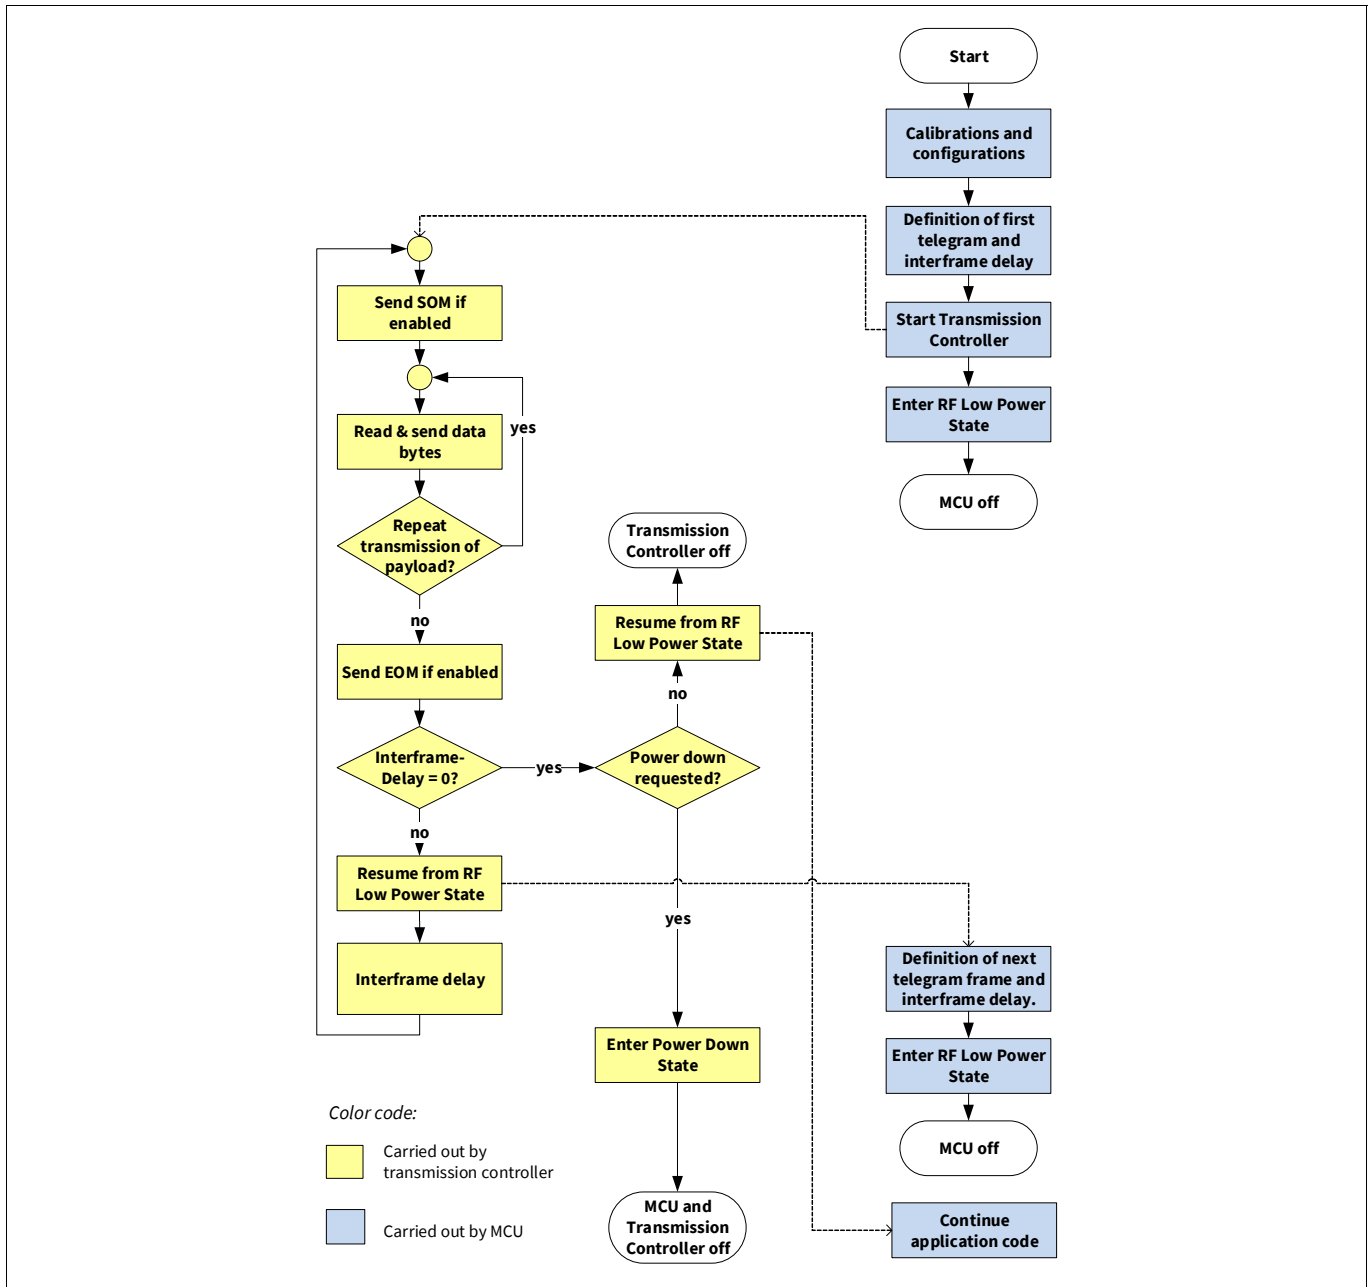 Start
Calibrations and
configurations
Definition of first
telegram and
interframe delay
Start Transmission
Controller
Enter RF Low Power
State
MCU off
Send SOM if
enabled
Read & send data
bytes
yes
Repeat
transmission of
payload?
no
Send EOM if enabled
Interframe-
Delay = 0?
yes
no
Transmission
Controller off
Resume from RF
Low Power State
no
Power down
requested?
yes
Resume from RF
Low Power State
Interframe delay
Enter Power Down
State
MCU and
Transmission
Controller off
Definition of next
telegram frame and
interframe delay.
Enter RF Low Power
State
MCU off
Continue
application code
Color code:
Carried out by
transmission controller
Carried out by MCU